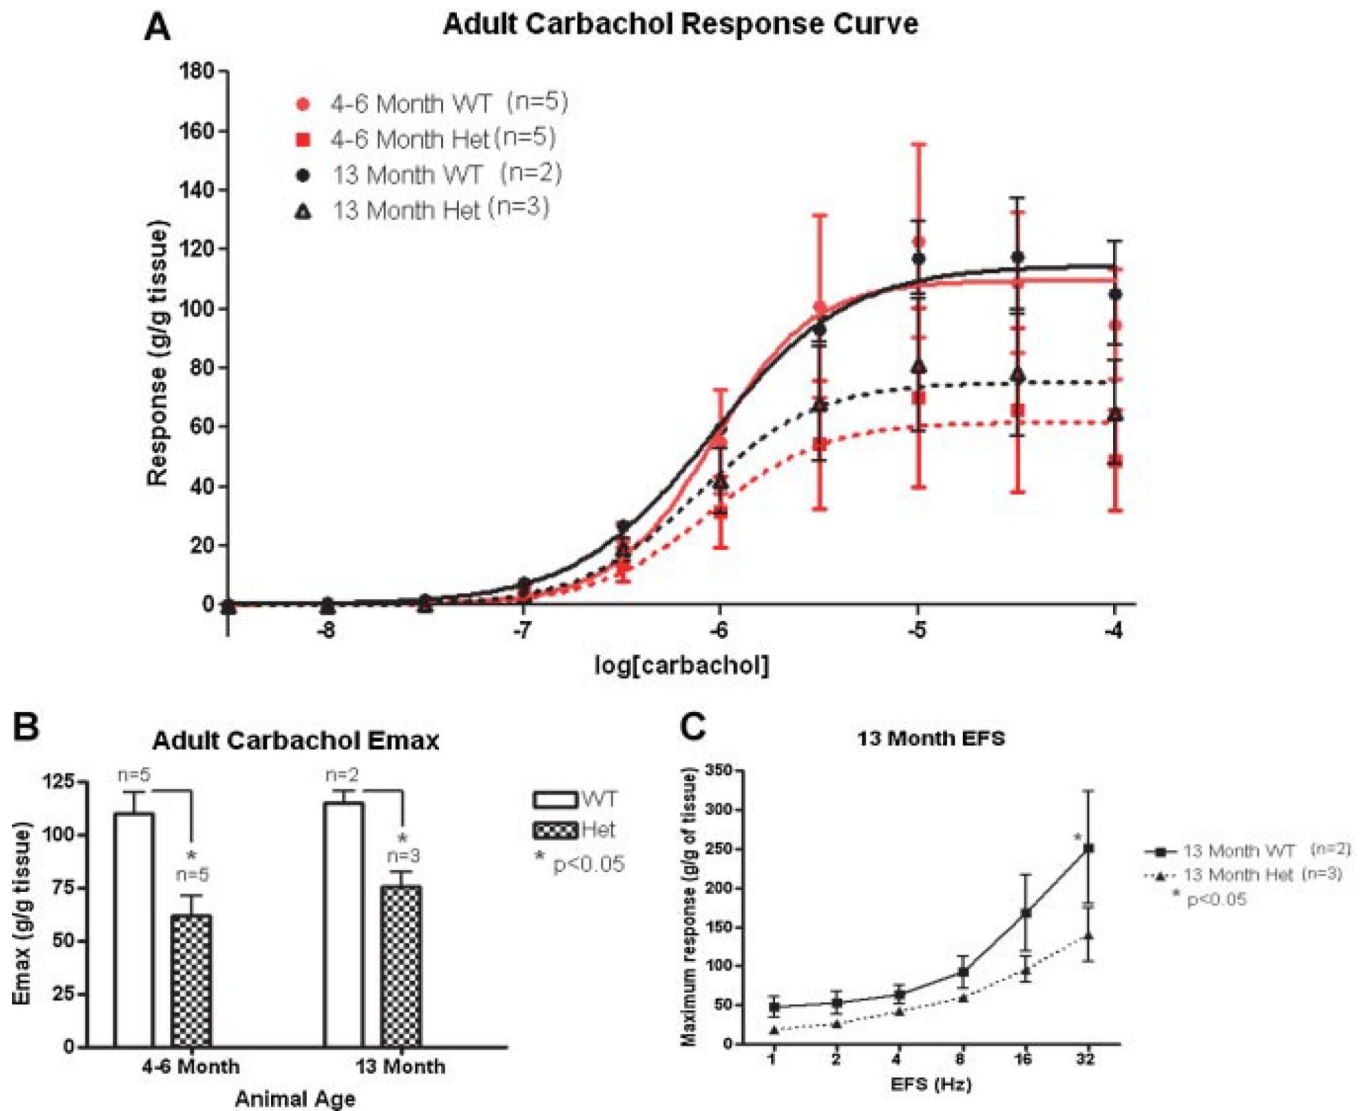 A
Adult Carbachol Response Curve
180
160
140
120
100
80
60
40
20
0
Response (g/g tissue)
4-6 Month WT (n=5)
4-6 Month Het (n=5)
13 Month WT (n=2)
13 Month Het (n=3)
-8 -7 -6 -5 -4
log[carbachol]
B
Adult Carbachol Emax
125
100
75
50
25
0
Emax (g/g tissue)
n=5
*
n=5
n=2
*
n=3
WT
Het
* p<0.05
4-6 Month 13 Month
Animal Age
C
13 Month EFS
350
300
250
200
150
100
50
0
Maximum response (g/g of tissue)
*
13 Month WT (n=2)
13 Month Het (n=3)
* p<0.05
1 2 4 8 16 32
EFS (Hz)